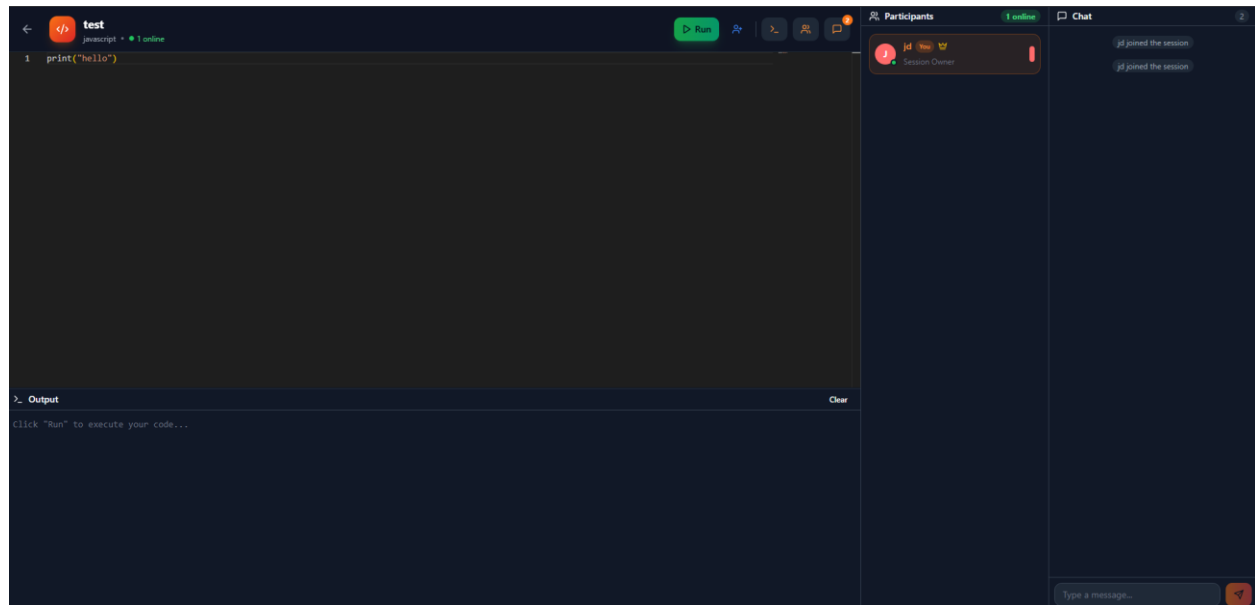 test
javascript • 1 online
Run
2
1 print("hello")
>_ Output
Clear
Click "Run" to execute your code...
Participants
1 online
J
jd You
Session Owner
Chat
2
jd joined the session
jd joined the session
Type a message...